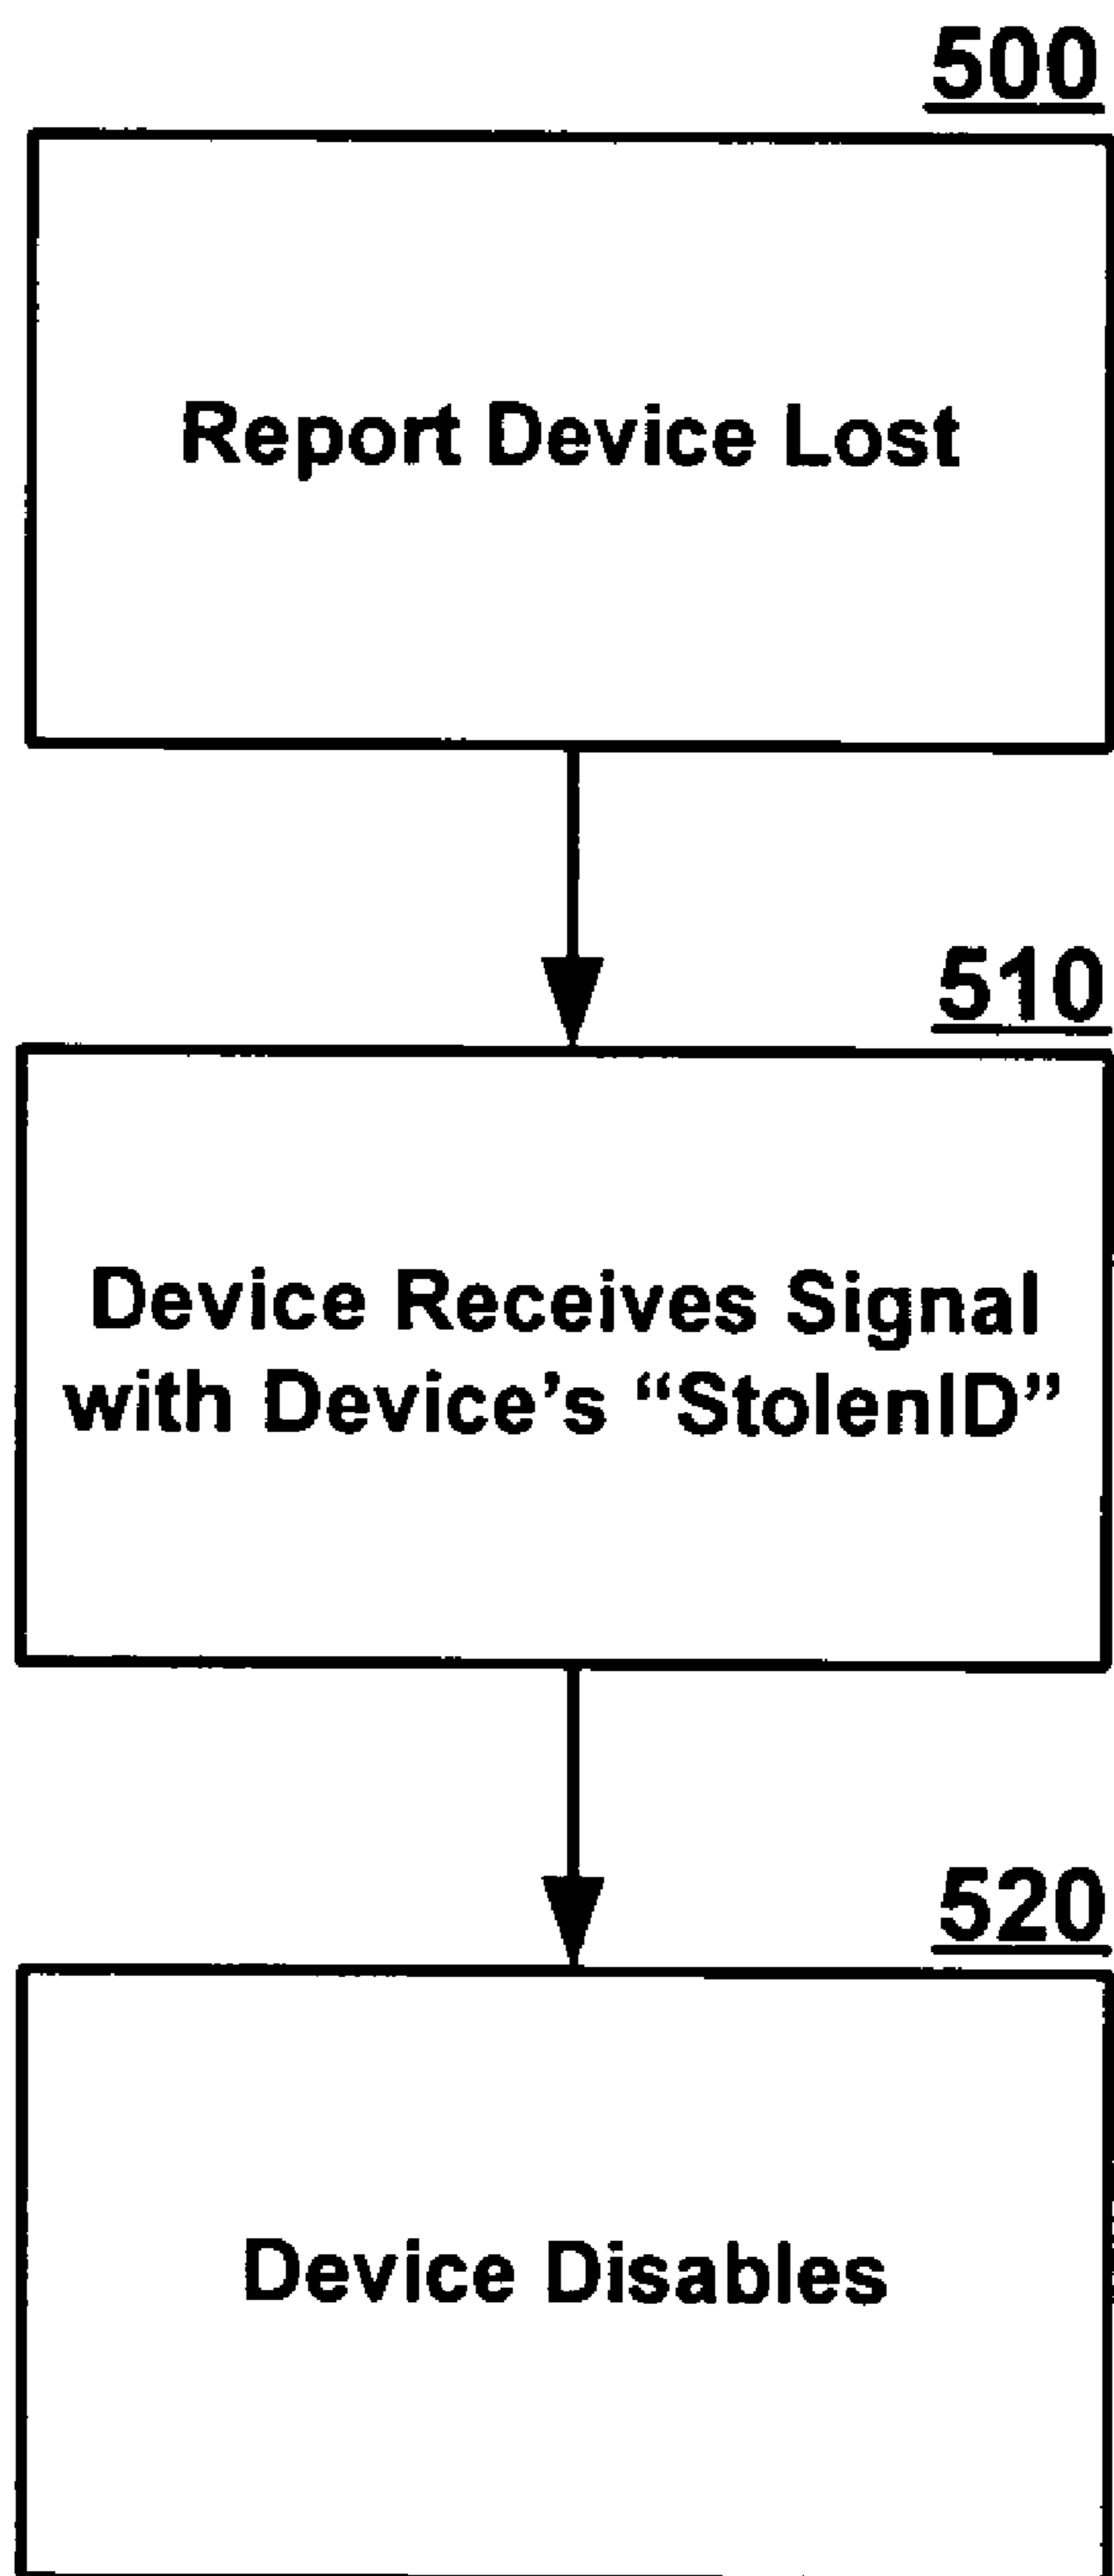 500
Report Device Lost
510
Device Receives Signal
with Device's “StolenID”
520
Device Disables